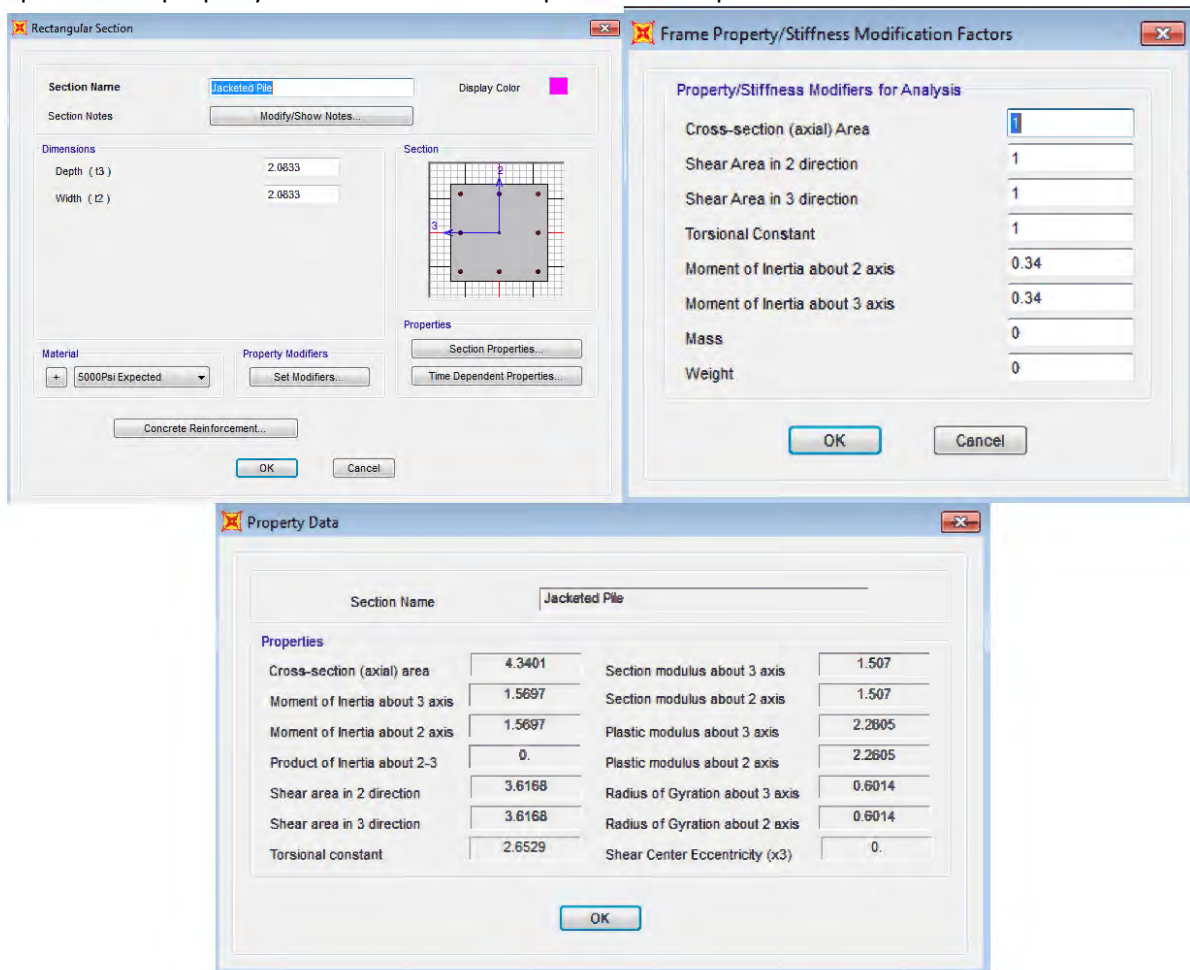 Rectangular Section
Section Name Jacketed Pile Display Color
Section Notes Modify/Show Notes...
Dimensions
Depth ( t3 ) 2.0833
Width ( t2 ) 2.0833
Section
2
3
Properties
Section Properties...
Time Dependent Properties...
Material
+ 5000Psi Expected
Property Modifiers
Set Modifiers...
Concrete Reinforcement...
OK Cancel
Frame Property/Stiffness Modification Factors
Property/Stiffness Modifiers for Analysis
Cross-section (axial) Area 1
Shear Area in 2 direction 1
Shear Area in 3 direction 1
Torsional Constant 1
Moment of Inertia about 2 axis 0.34
Moment of Inertia about 3 axis 0.34
Mass 0
Weight 0
OK Cancel
Property Data
Section Name Jacketed Pile
Properties
Cross-section (axial) area 4.3401 Section modulus about 3 axis 1.507
Moment of Inertia about 3 axis 1.5697 Section modulus about 2 axis 1.507
Moment of Inertia about 2 axis 1.5697 Plastic modulus about 3 axis 2.2605
Product of Inertia about 2-3 0. Plastic modulus about 2 axis 2.2605
Shear area in 2 direction 3.6168 Radius of Gyration about 3 axis 0.6014
Shear area in 3 direction 3.6168 Radius of Gyration about 2 axis 0.6014
Torsional constant 2.6529 Shear Center Eccentricity (x3) 0.
OK